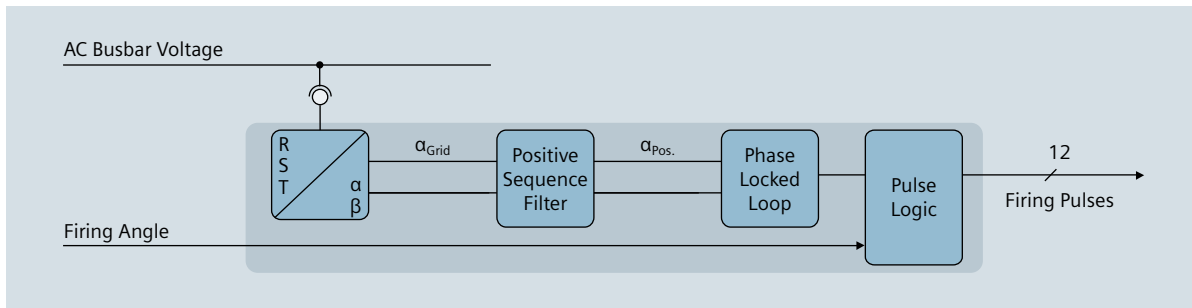 AC Busbar Voltage
R
S
T
α
β
αGrid
Positive
Sequence
Filter
αPos.
Phase
Locked
Loop
Pulse
Logic
12
Firing Pulses
Firing Angle